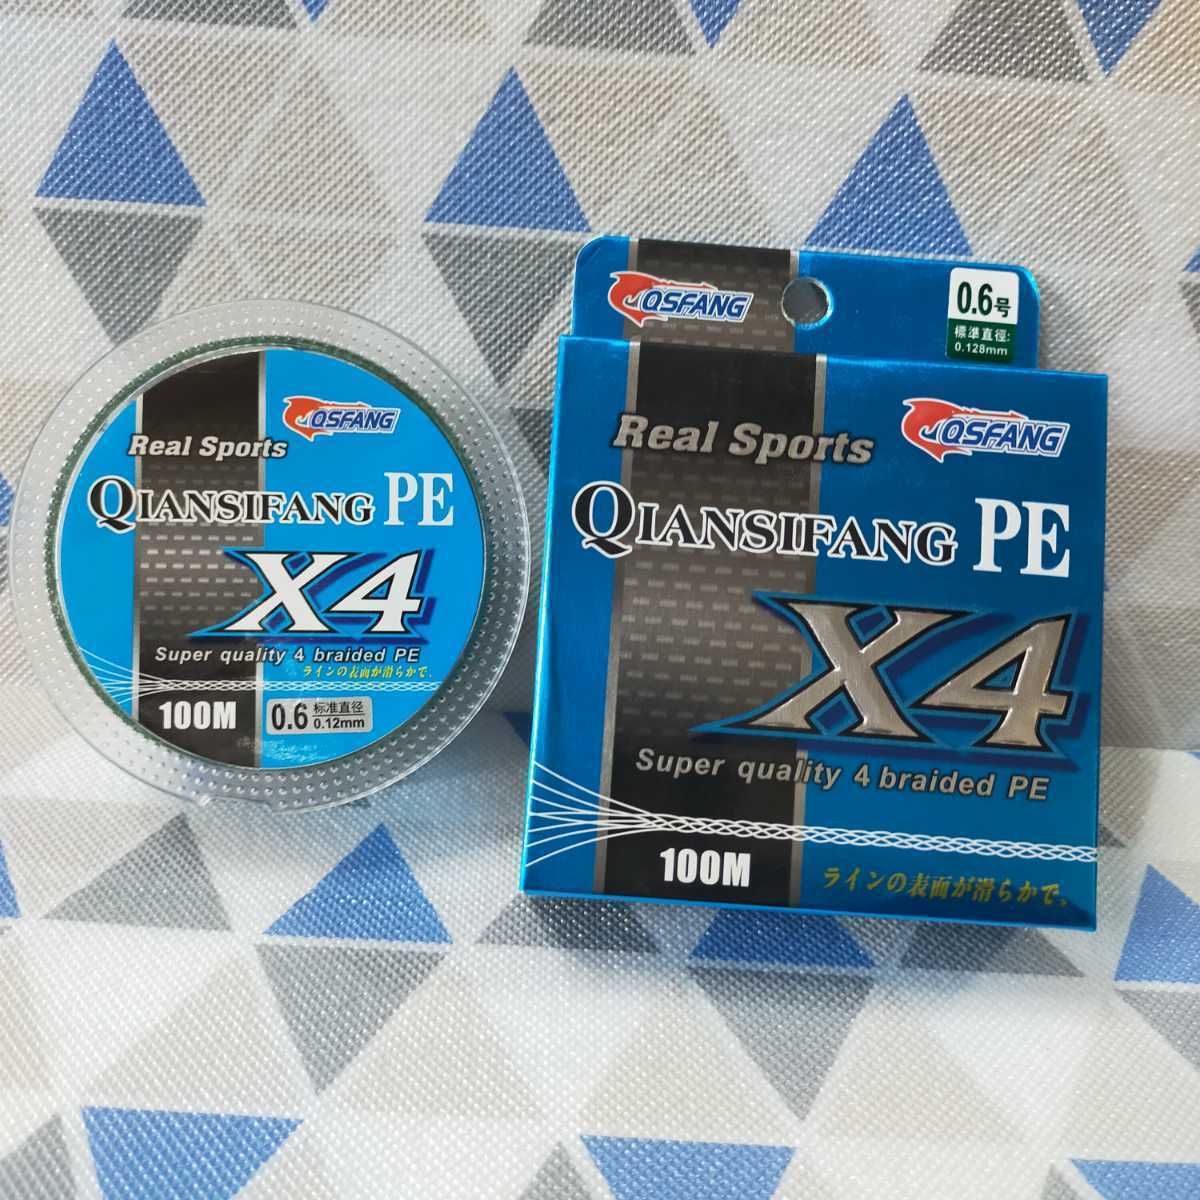 QSFANG
Real Sports
QIANSIFANG PE
X4
Super quality 4 braided PE
ラインの表面が滑らかで、
100M
0.6
标准直径
0.12mm
QSFANG
0.6号
標準直徑:
0.128mm
Real Sports
QSFANG
QIANSIFANG PE
X4
Super quality 4 braided PE
100M
ラインの表面が滑らかで、